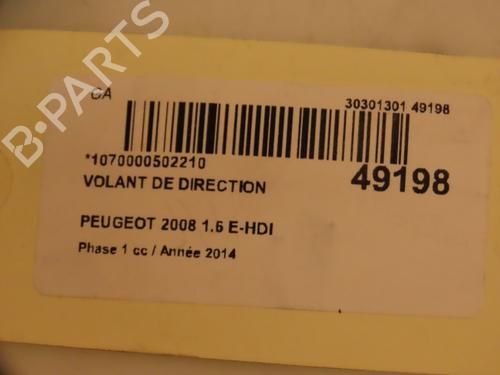 B-PARTS
CA
30301301 49198
*1070000502210
49198
VOLANT DE DIRECTION
PEUGEOT 2008 1.6 E-HDI
Phase 1 cc / Année 2014